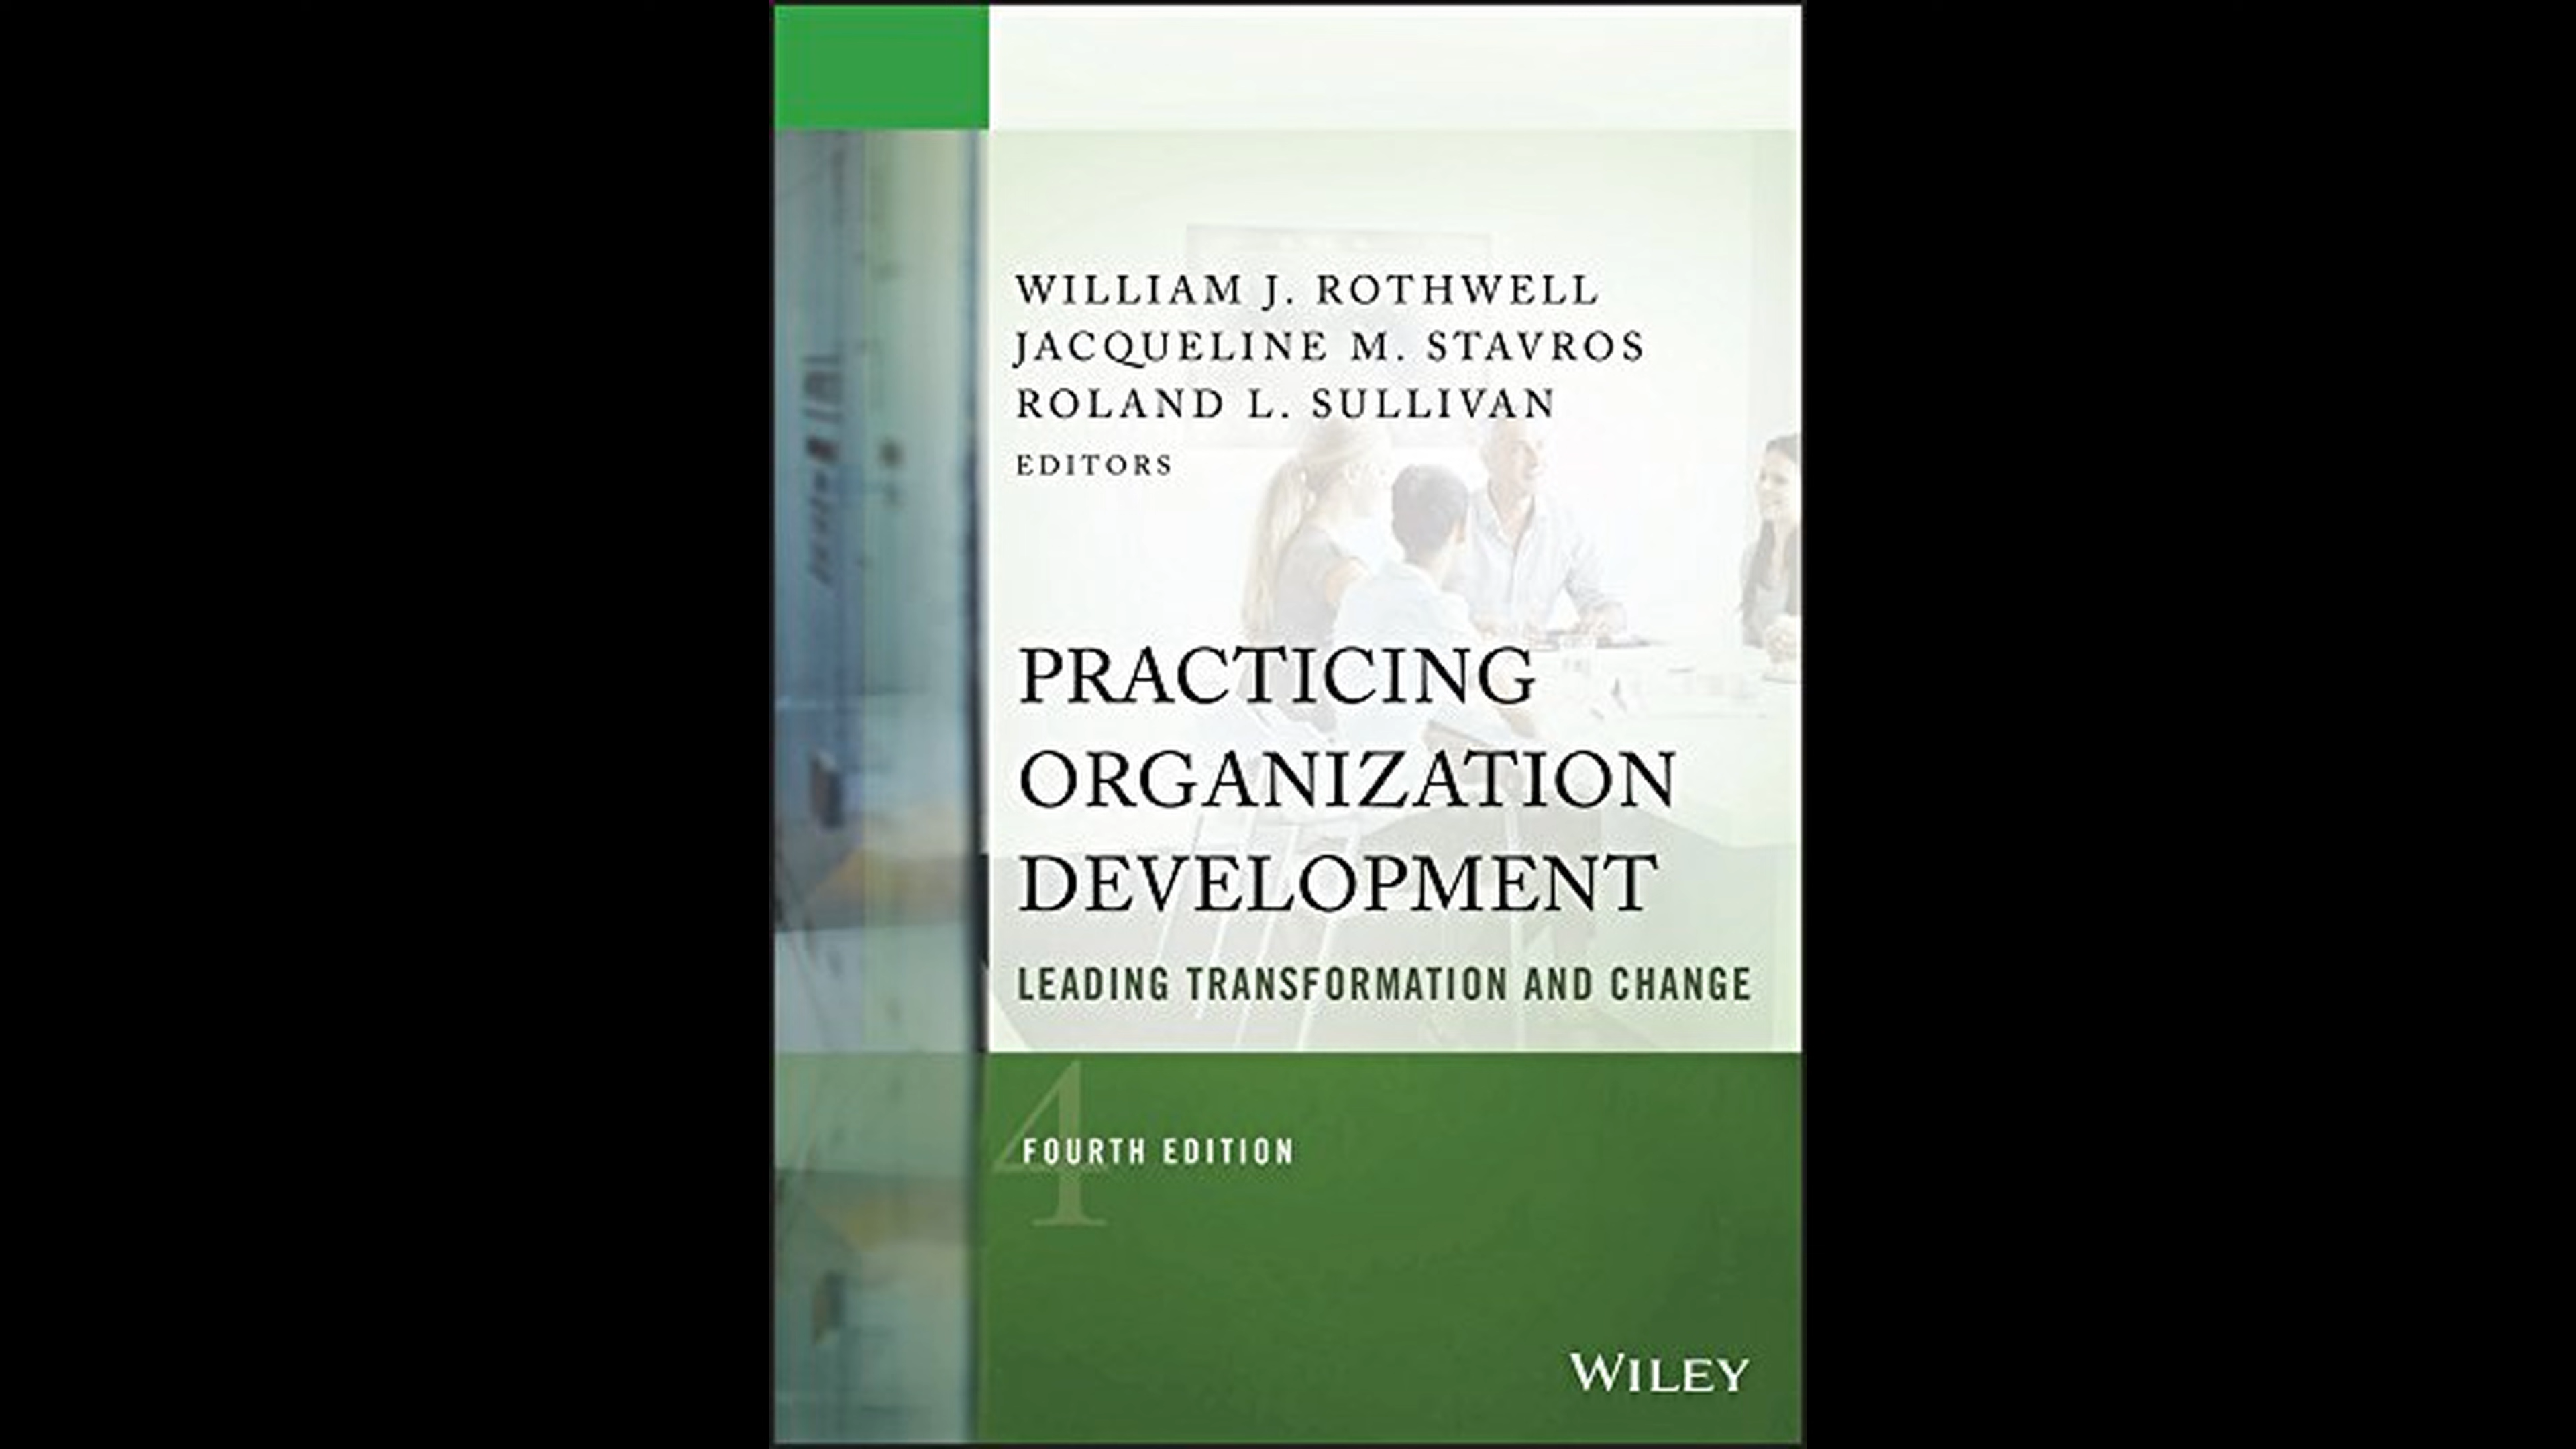 WILLIAM J. ROTHWELL
JACQUELINE M. STAVROS
ROLAND L. SULLIVAN
EDITORS
PRACTICING
ORGANIZATION
DEVELOPMENT
LEADING TRANSFORMATION AND CHANGE
4
FOURTH EDITION
WILEY